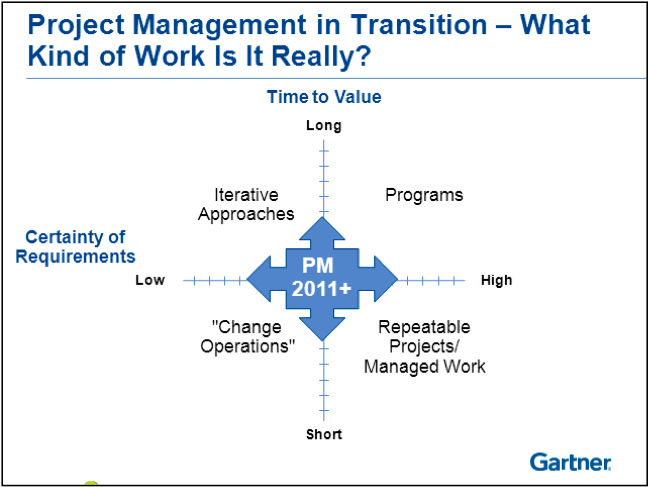 Project Management in Transition – What
Kind of Work Is It Really?
Time to Value
Long
Iterative
Approaches
Programs
Certainty of
Requirements
Low
PM
2011+
High
"Change
Operations"
Repeatable
Projects/
Managed Work
Short
Gartner